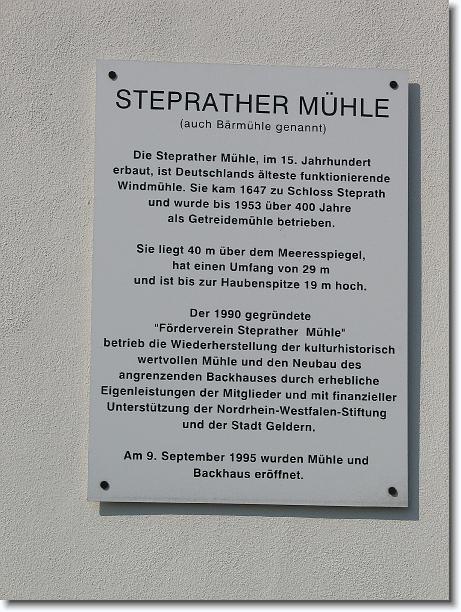 STEPRATHER MÜHLE
(auch Bärmühle genannt)
Die Steprather Mühle, im 15. Jahrhundert
erbaut, ist Deutschlands älteste funktionierende
Windmühle. Sie kam 1647 zu Schloss Steprath
und wurde bis 1953 über 400 Jahre
als Getreidemühle betrieben.
Sie liegt 40 m über dem Meeresspiegel,
hat einen Umfang von 29 m
und ist bis zur Haubenspitze 19 m hoch.
Der 1990 gegründete
"Förderverein Steprather Mühle"
betrieb die Wiederherstellung der kulturhistorisch
wertvollen Mühle und den Neubau des
angrenzenden Backhauses durch erhebliche
Eigenleistungen der Mitglieder und mit finanzieller
Unterstützung der Nordrhein-Westfalen-Stiftung
und der Stadt Geldern.
Am 9. September 1995 wurden Mühle und
Backhaus eröffnet.